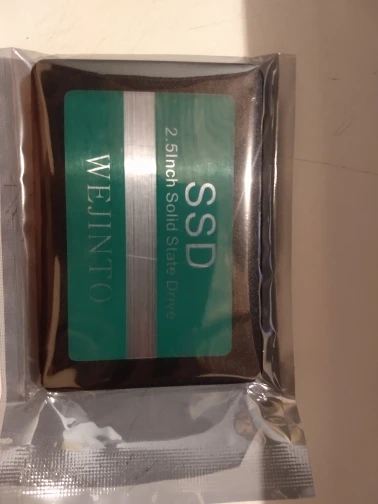 SSD
2.5Inch Solid State Drive
WEJINTO